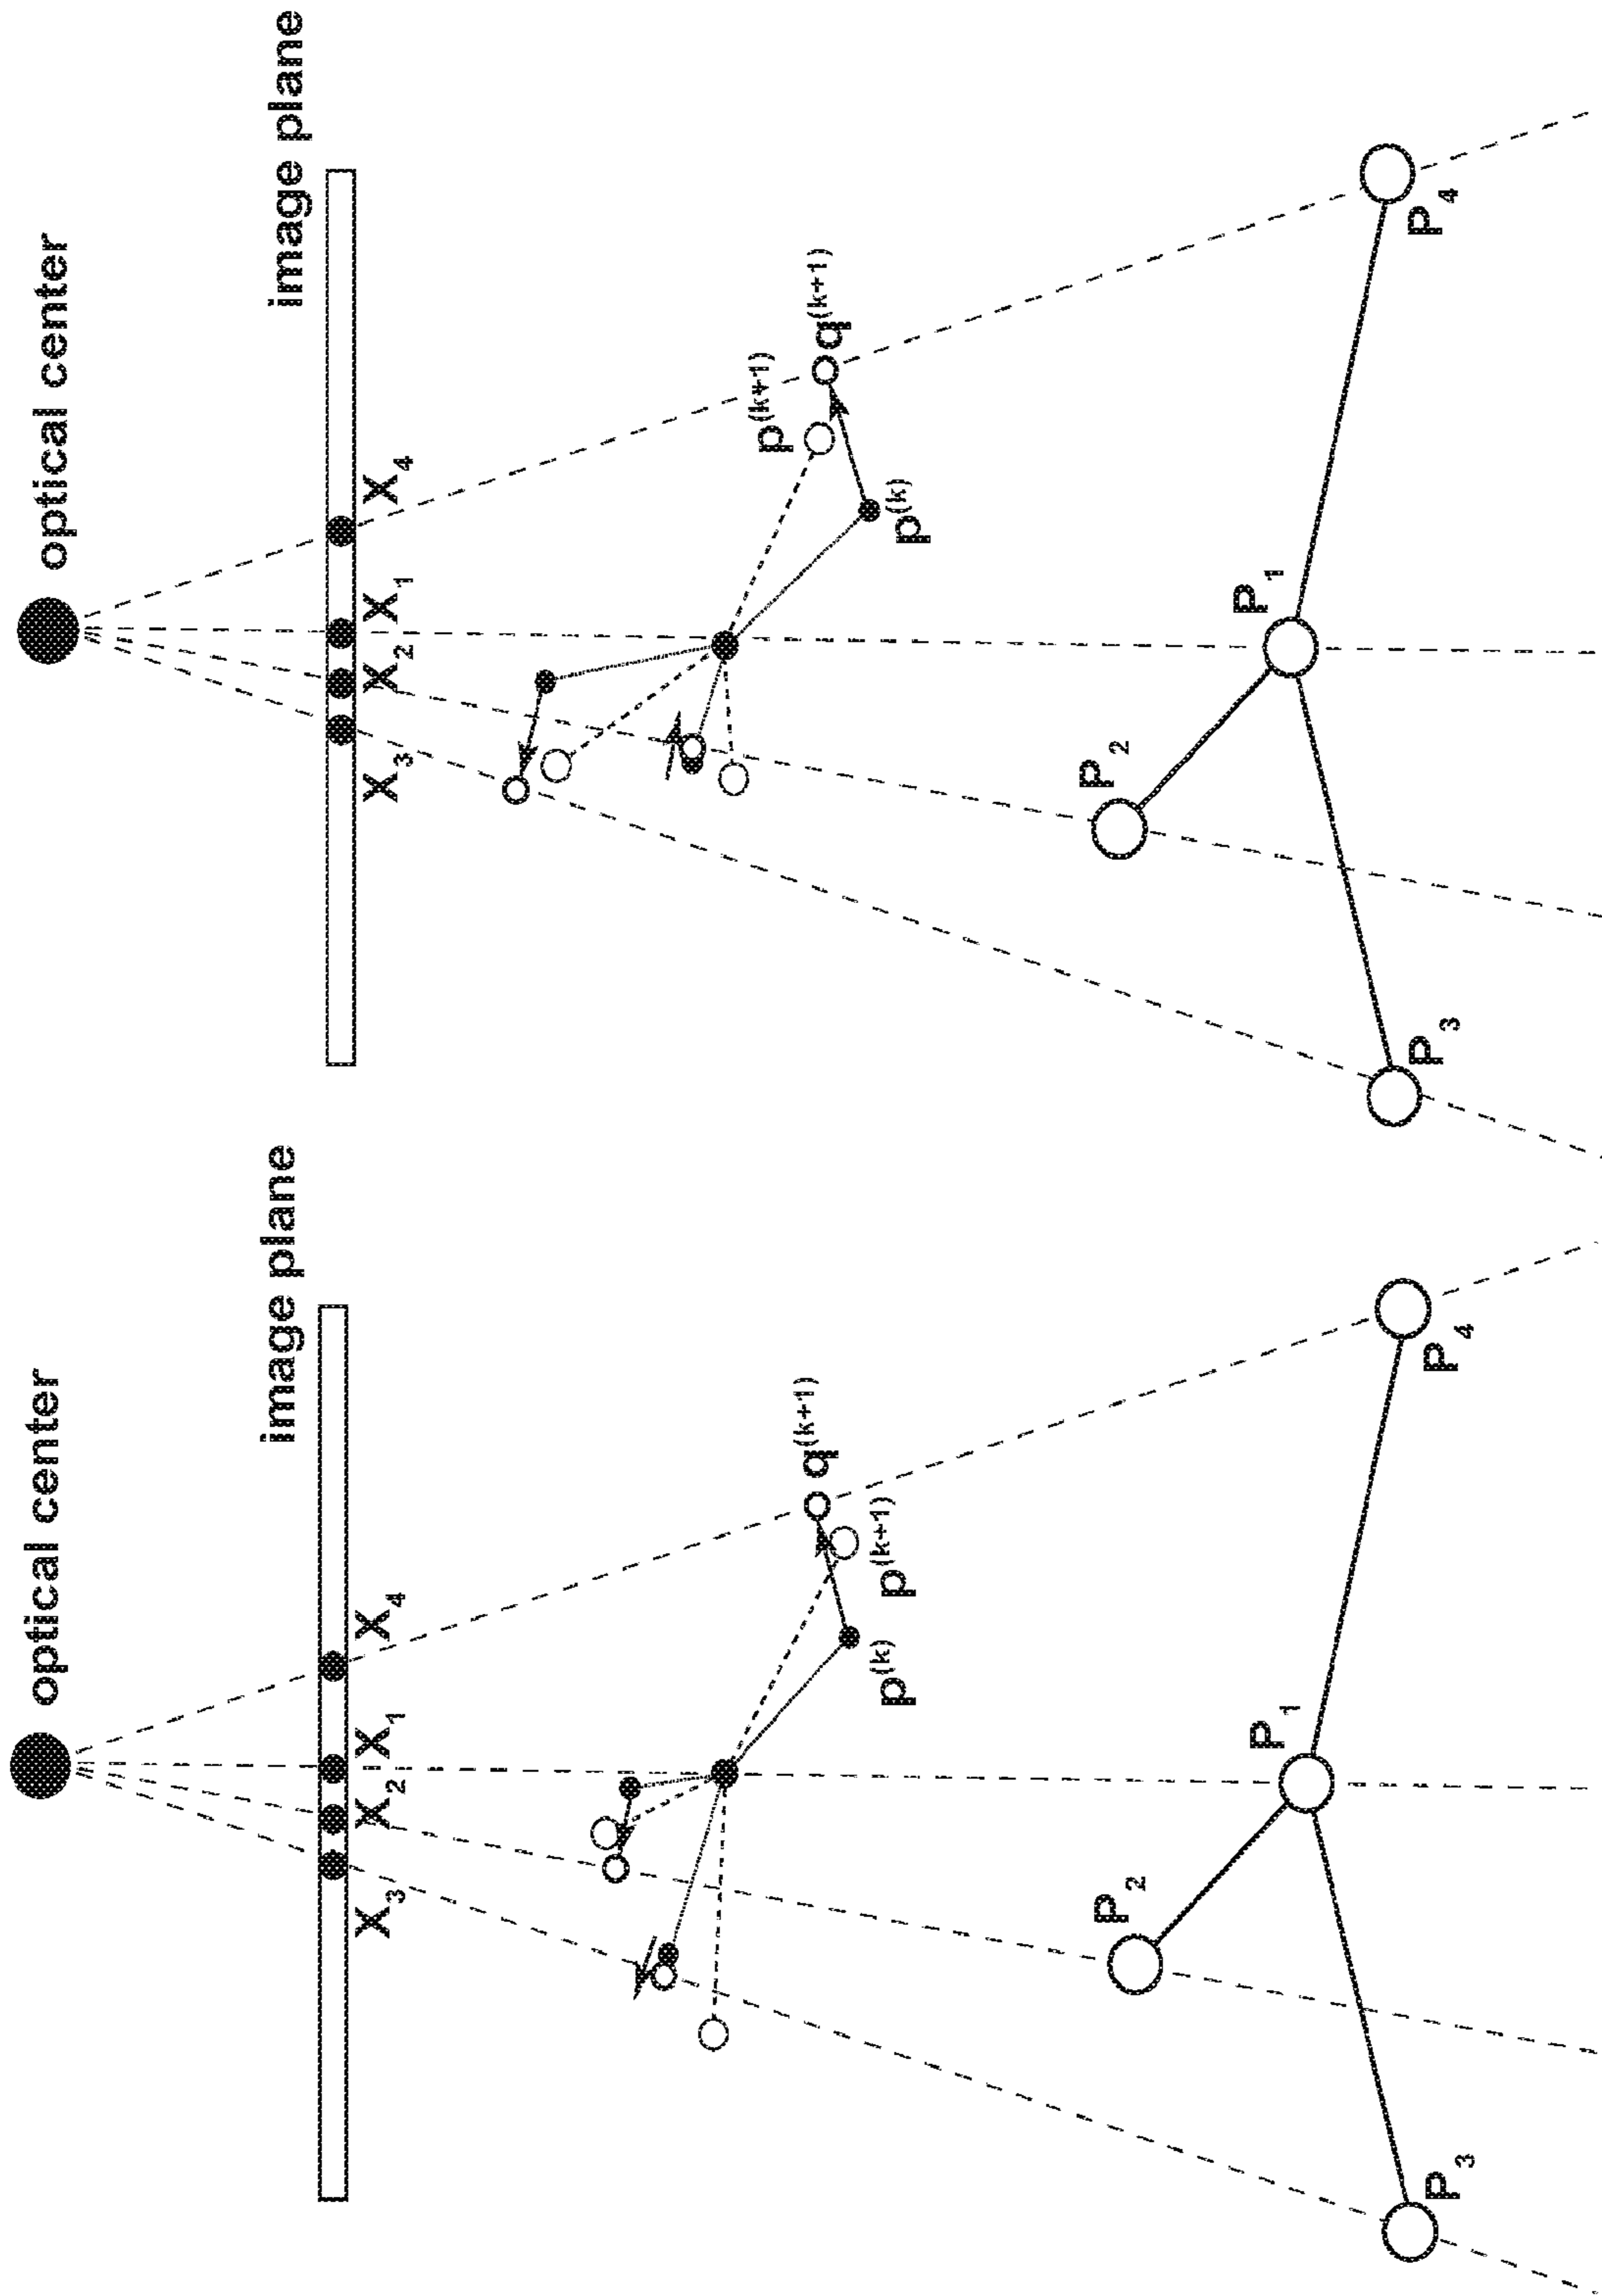 optical center
image plane
X₃ X₂ X₁ X₄
q⁽ᵏ⁺¹⁾
p⁽ᵏ⁾ p⁽ᵏ⁺¹⁾
P₂
P₁
P₃
P₄
optical center
image plane
X₃ X₂ X₁ X₄
p⁽ᵏ⁺¹⁾
q⁽ᵏ⁺¹⁾
p⁽ᵏ⁾
P₂
P₁
P₃
P₄